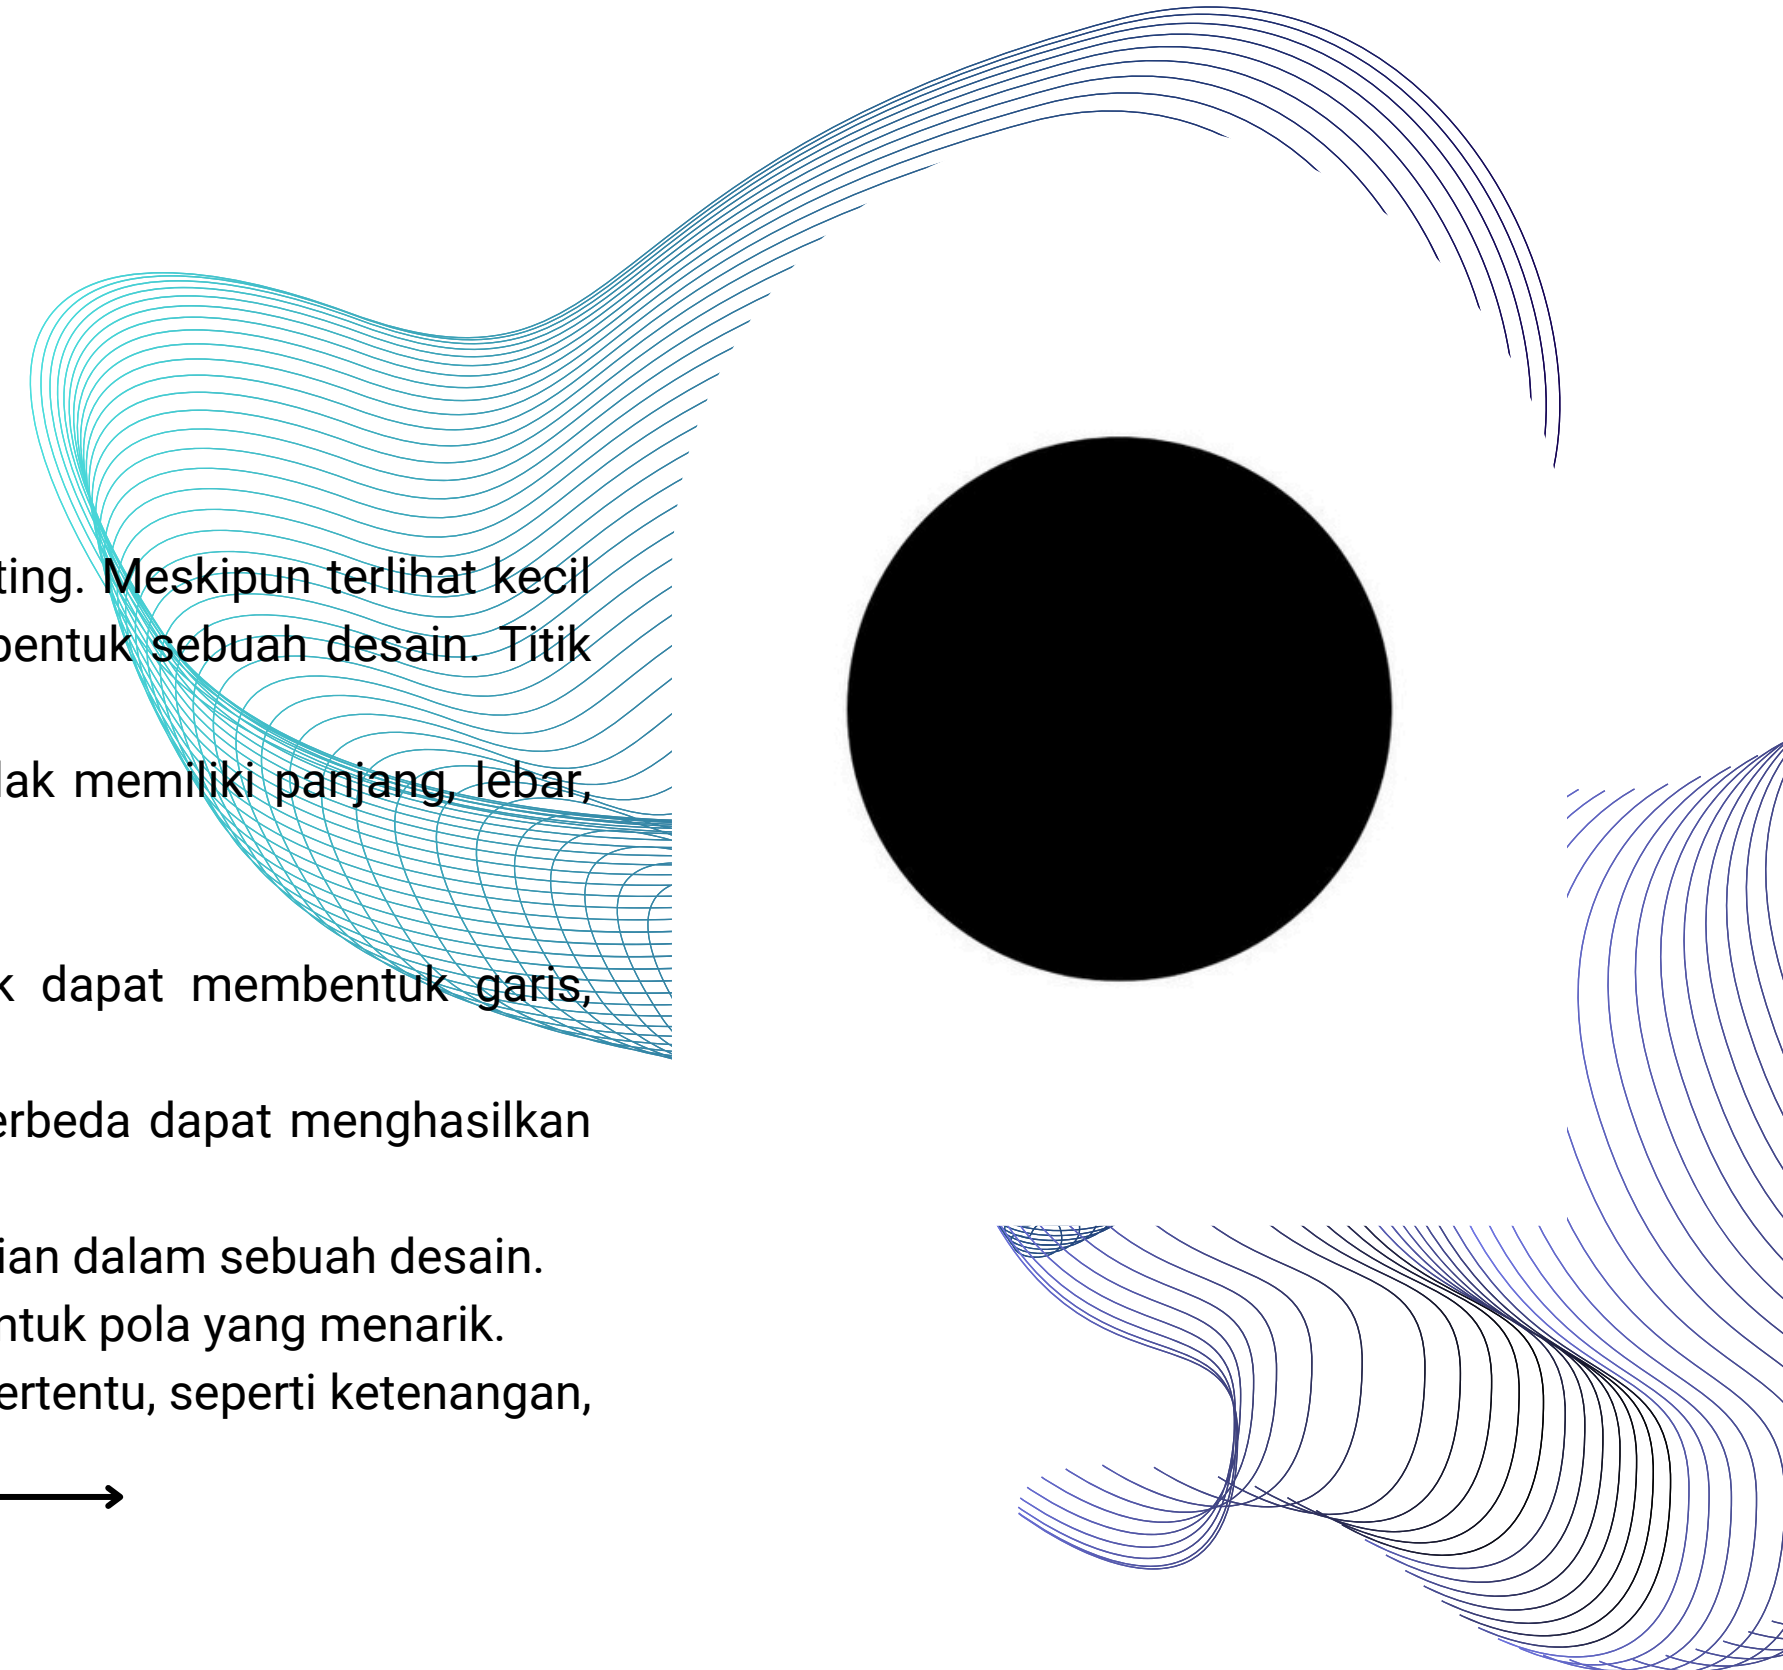 ting. Meskipun terlihat kecil
bentuk sebuah desain. Titik
lak memiliki panjang, lebar,
k dapat membentuk garis,
erbeda dapat menghasilkan
ian dalam sebuah desain.
ntuk pola yang menarik.
ertentu, seperti ketenangan,